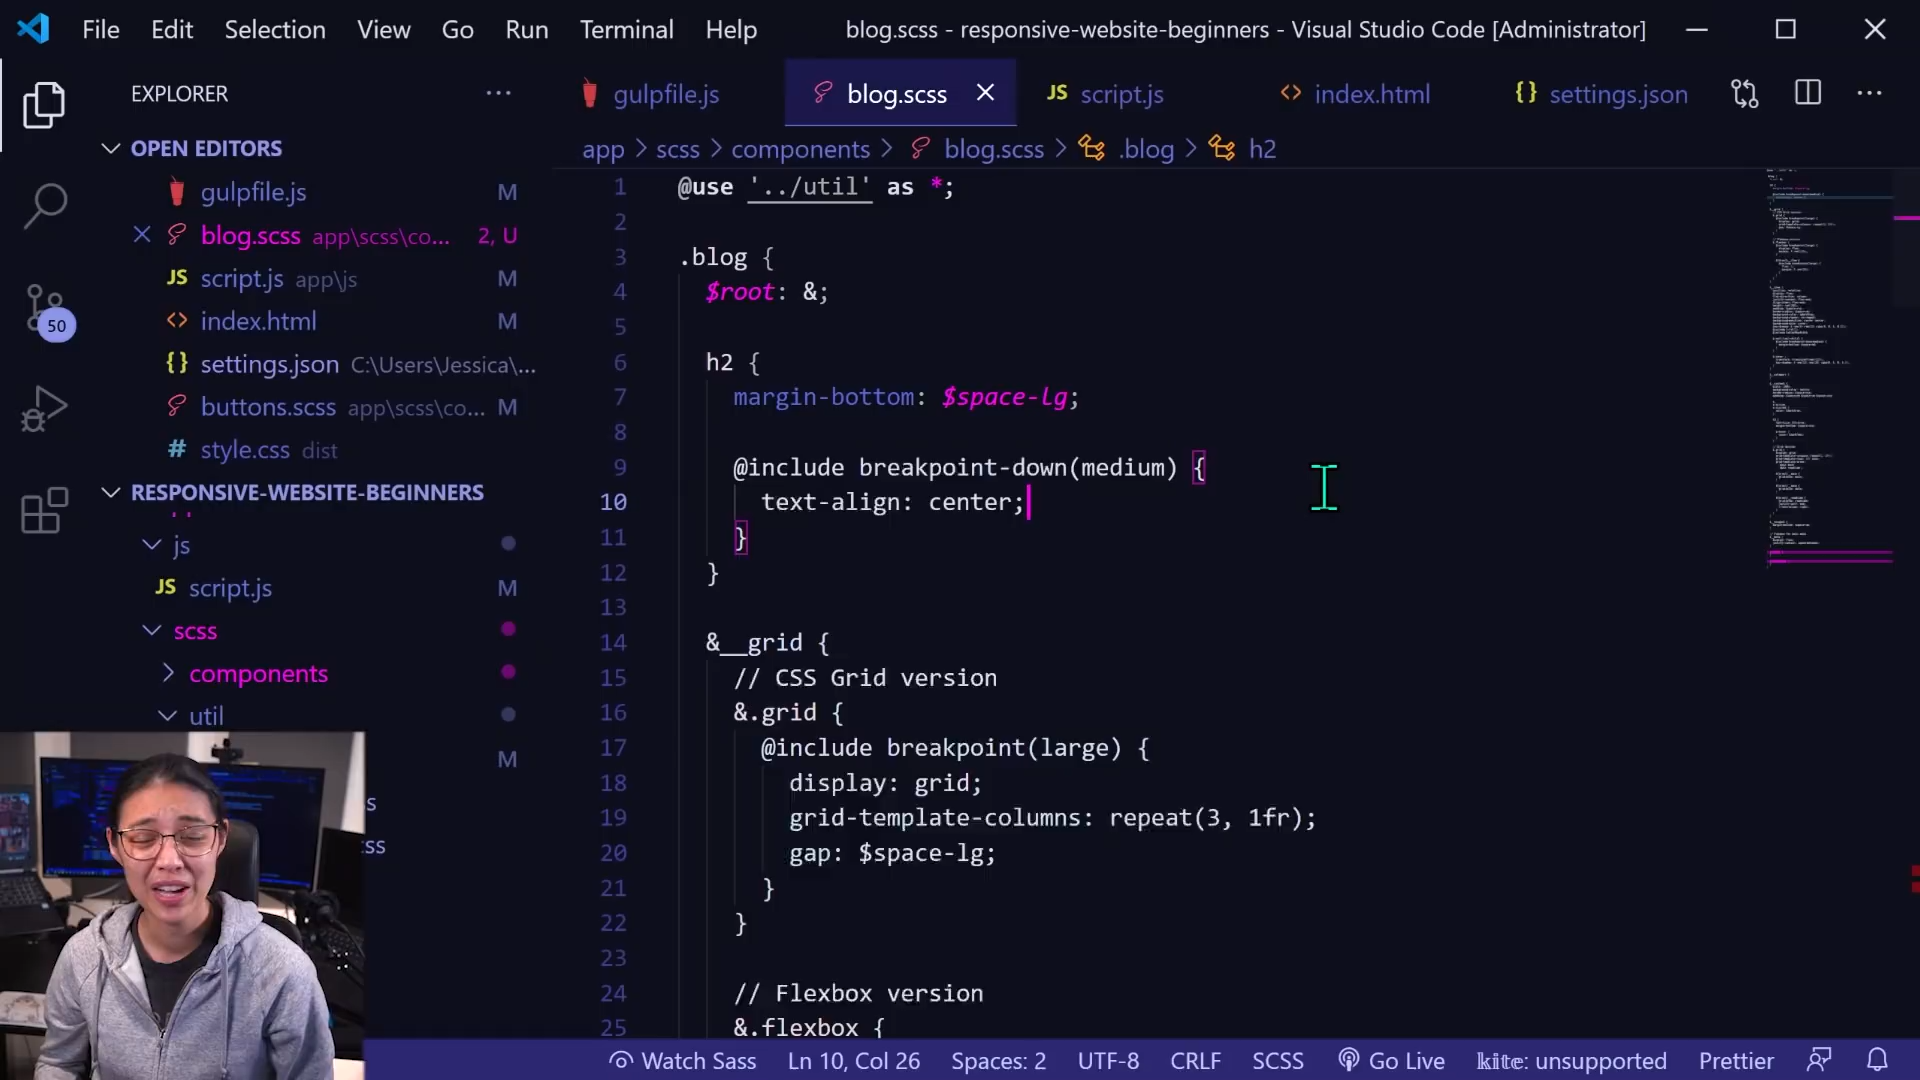 File Edit Selection View Go Run Terminal Help blog.scss - responsive-website-beginners - Visual Studio Code [Administrator]
EXPLORER
gulpfile.js blog.scss JS script.js <> index.html {} settings.json
OPEN EDITORS
gulpfile.js M
blog.scss app\scss\co... 2, U
JS script.js app\js M
<> index.html M
{} settings.json C:\Users\Jessica\...
buttons.scss app\scss\co... M
# style.css dist
RESPONSIVE-WEBSITE-BEGINNERS
js
JS script.js M
scss
components
util
M
s
ss
50
app > scss > components > blog.scss > .blog > h2
1 @use '../util' as *;
2
3 .blog {
4 $root: &;
5
6 h2 {
7 margin-bottom: $space-lg;
8
9 @include breakpoint-down(medium) {
10 text-align: center;
11 }
12 }
13
14 &__grid {
15 // CSS Grid version
16 &.grid {
17 @include breakpoint(large) {
18 display: grid;
19 grid-template-columns: repeat(3, 1fr);
20 gap: $space-lg;
21 }
22 }
23
24 // Flexbox version
25 &.flexbox {
Watch Sass Ln 10, Col 26 Spaces: 2 UTF-8 CRLF SCSS Go Live kite: unsupported Prettier